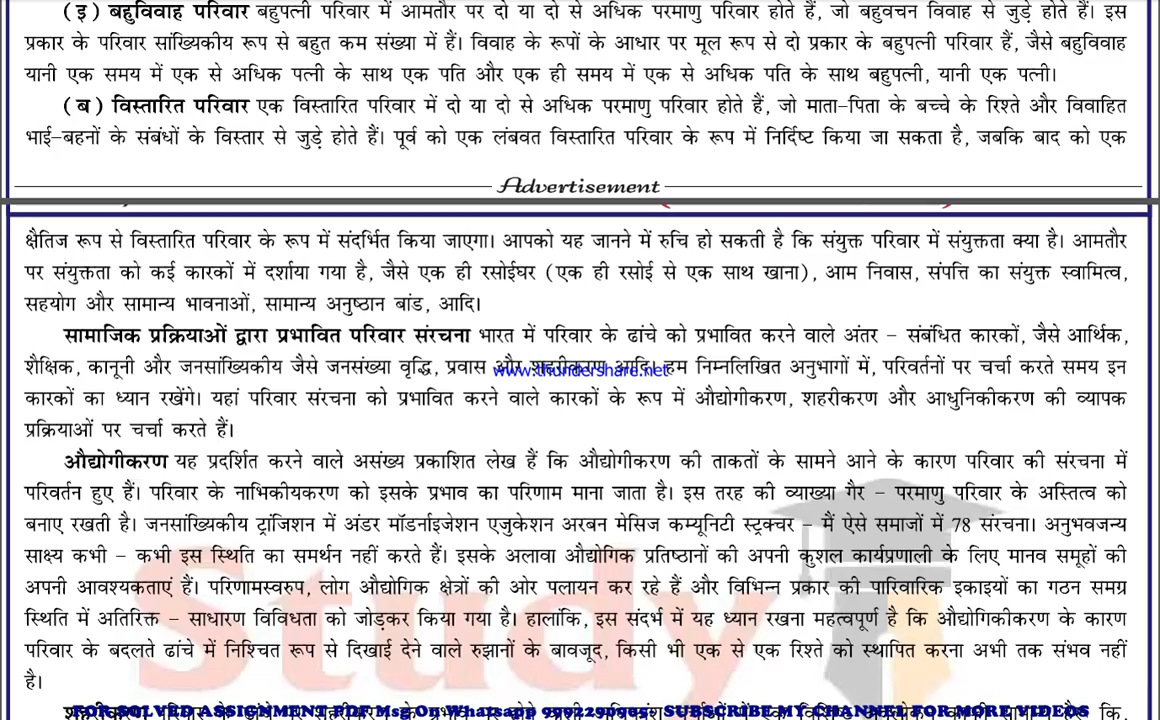 (इ) बहुविवाह परिवार बहुपत्नी परिवार में आमतौर पर दो या दो से अधिक परमाणु परिवार होते हैं, जो बहुवचन विवाह से जुड़े होते हैं। इस
प्रकार के परिवार सांख्यिकीय रूप से बहुत कम संख्या में हैं। विवाह के रूपों के आधार पर मूल रूप से दो प्रकार के बहुपत्नी परिवार हैं, जैसे बहुविवाह
यानी एक समय में एक से अधिक पत्नी के साथ एक पति और एक ही समय में एक से अधिक पति के साथ बहुपत्नी, यानी एक पत्नी।
(ब) विस्तारित परिवार एक विस्तारित परिवार में दो या दो से अधिक परमाणु परिवार होते हैं, जो माता-पिता के बच्चे के रिश्ते और विवाहित
भाई-बहनों के संबंधों के विस्तार से जुड़े होते हैं। पूर्व को एक लंबवत विस्तारित परिवार के रूप में निर्दिष्ट किया जा सकता है, जबकि बाद को एक
Advertisement
क्षैतिज रूप से विस्तारित परिवार के रूप में संदर्भित किया जाएगा। आपको यह जानने में रुचि हो सकती है कि संयुक्त परिवार में संयुक्तता क्या है। आमतौर
पर संयुक्तता को कई कारकों में दर्शाया गया है, जैसे एक ही रसोईघर (एक ही रसोई से एक साथ खाना), आम निवास, संपत्ति का संयुक्त स्वामित्व,
सहयोग और सामान्य भावनाओं, सामान्य अनुष्ठान बांड, आदि।
सामाजिक प्रक्रियाओं द्वारा प्रभावित परिवार संरचना भारत में परिवार के ढांचे को प्रभावित करने वाले अंतर - संबंधित कारकों, जैसे आर्थिक,
शैक्षिक, कानूनी और जनसांख्यिकीय जैसे जनसंख्या वृद्धि, प्रवास और शहरीकरण आदि। हम निम्नलिखित अनुभागों में, परिवर्तनों पर चर्चा करते समय इन
www.thundershare.net
कारकों का ध्यान रखेंगे। यहां परिवार संरचना को प्रभावित करने वाले कारकों के रूप में औद्योगीकरण, शहरीकरण और आधुनिकीकरण की व्यापक
प्रक्रियाओं पर चर्चा करते हैं।
औद्योगीकरण यह प्रदर्शित करने वाले असंख्य प्रकाशित लेख हैं कि औद्योगीकरण की ताकतों के सामने आने के कारण परिवार की संरचना में
परिवर्तन हुए हैं। परिवार के नाभिकीयकरण को इसके प्रभाव का परिणाम माना जाता है। इस तरह की व्याख्या गैर - परमाणु परिवार के अस्तित्व को
बनाए रखती है। जनसांख्यिकीय ट्रांजिशन में अंडर मॉडर्नाइजेशन एजुकेशन अरबन मेसिज कम्यूनिटी स्ट्रक्चर - मैं ऐसे समाजों में 78 संरचना। अनुभवजन्य
साक्ष्य कभी - कभी इस स्थिति का समर्थन नहीं करते हैं। इसके अलावा औद्योगिक प्रतिष्ठानों की अपनी कुशल कार्यप्रणाली के लिए मानव समूहों की
अपनी आवश्यकताएं हैं। परिणामस्वरुप, लोग औद्योगिक क्षेत्रों की ओर पलायन कर रहे हैं और विभिन्न प्रकार की पारिवारिक इकाइयों का गठन समग्र
स्थिति में अतिरिक्त - साधारण विविधता को जोड़कर किया गया है। हालांकि, इस संदर्भ में यह ध्यान रखना महत्वपूर्ण है कि औद्योगिकीकरण के कारण
परिवार के बदलते ढांचे में निश्चित रूप से दिखाई देने वाले रुझानों के बावजूद, किसी भी एक से एक रिश्ते को स्थापित करना अभी तक संभव नहीं
है।
Study
FOR SOLVED ASSIGNMENT PDF Msg On Whatsapp SUBSCRIBE MY CHANNEL FOR MORE VIDEOS